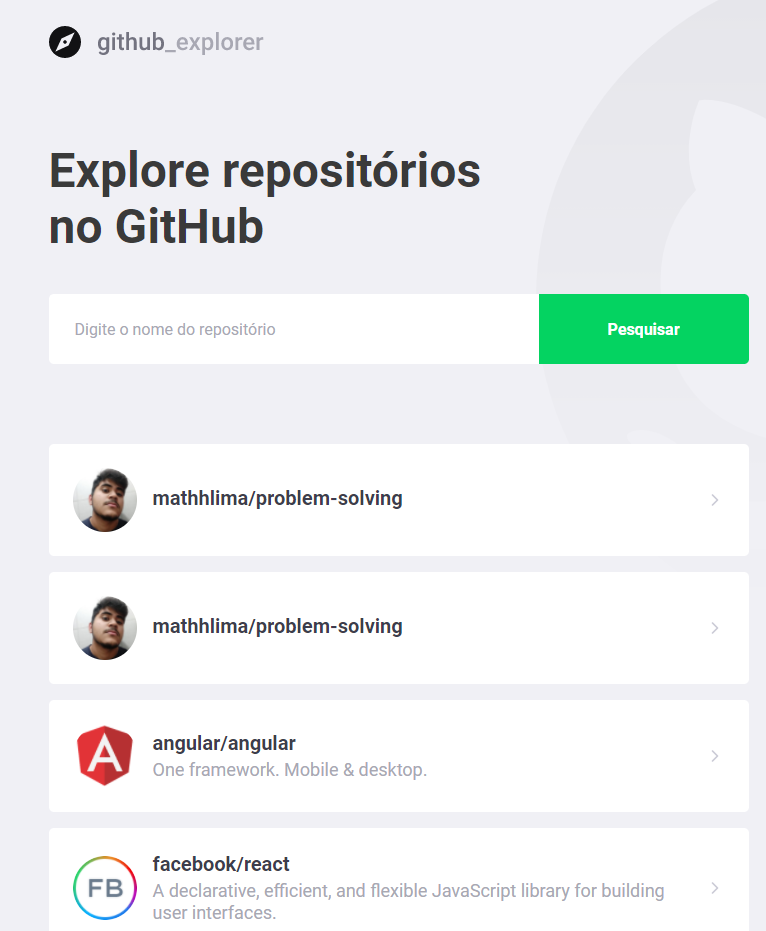 github_explorer
Explore repositórios
no GitHub
Digite o nome do repositório
Pesquisar
mathhlima/problem-solving
mathhlima/problem-solving
A
angular/angular
One framework. Mobile & desktop.
FB
facebook/react
A declarative, efficient, and flexible JavaScript library for building
user interfaces.